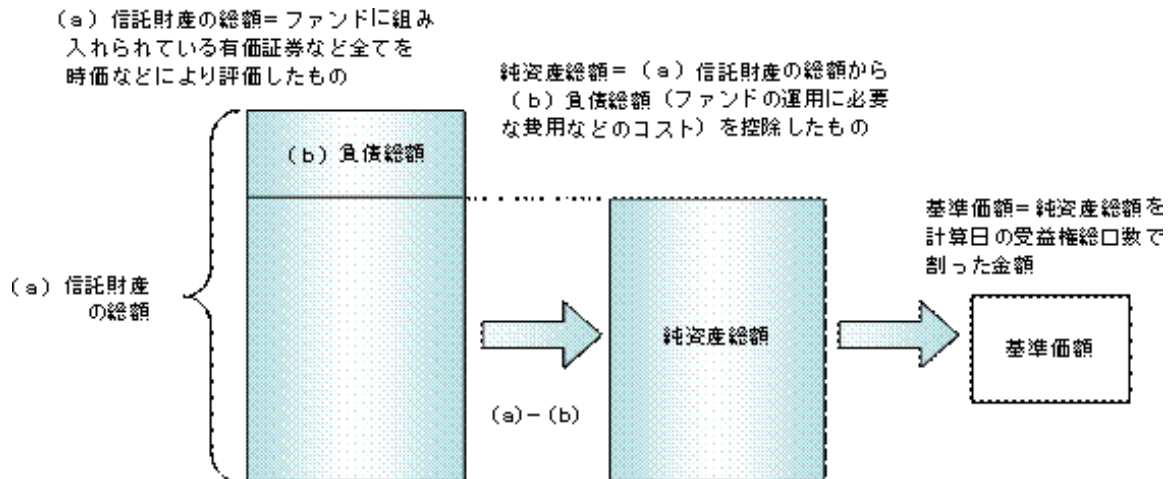 (a) 信託財産の総額=ファンドに組み
入れられている有価証券など全てを
時価などにより評価したもの
純資産総額=(a) 信託財産の総額から
(b) 負債総額(ファンドの運用に必要
な費用などのコスト)を控除したもの
(b) 負債総額
基準価額=純資産総額を
計算日の受益権総口数で
割った金額
(a) 信託財産
の総額
純資産総額
基準価額
(a)-(b)